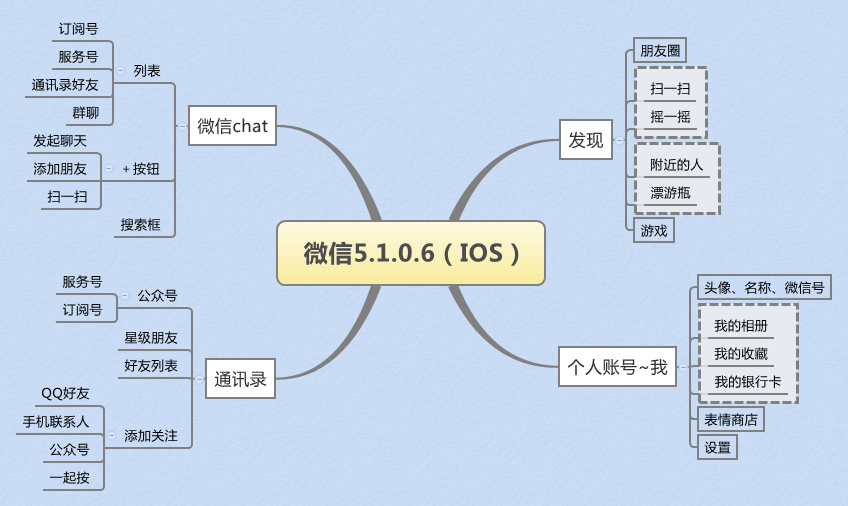 微信5.1.0.6（IOS）
微信chat
列表
订阅号
服务号
通讯录好友
群聊
+ 按钮
发起聊天
添加朋友
扫一扫
搜索框
通讯录
公众号
服务号
订阅号
星级朋友
好友列表
添加关注
QQ好友
手机联系人
公众号
一起按
发现
朋友圈
扫一扫
摇一摇
附近的人
漂游瓶
游戏
个人账号~我
头像、名称、微信号
我的相册
我的收藏
我的银行卡
表情商店
设置